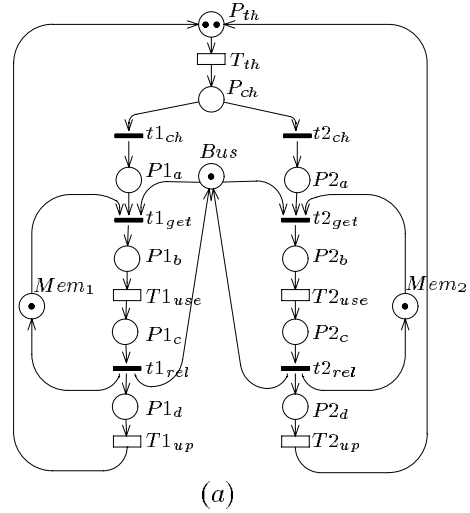 P_th
T_th
P_ch
t1_ch t2_ch
Bus
P1_a P2_a
t1_get t2_get
P1_b P2_b
Mem_1 Mem_2
T1_use T2_use
P1_c P2_c
t1_rel t2_rel
P1_d P2_d
T1_up T2_up
(a)